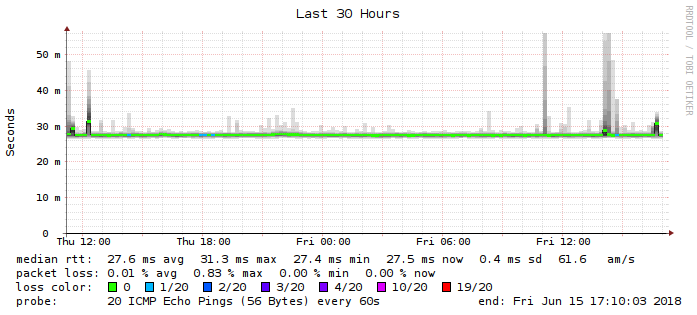 Last 30 Hours
RRDTOOL / TOBI OETIKER
Seconds
50 m
40 m
30 m
20 m
10 m
0
Thu 12:00 Thu 18:00 Fri 00:00 Fri 06:00 Fri 12:00
median rtt: 27.6 ms avg 31.3 ms max 27.4 ms min 27.5 ms now 0.4 ms sd 61.6 am/s
packet loss: 0.01 % avg 0.83 % max 0.00 % min 0.00 % now
loss color: 0 1/20 2/20 3/20 4/20 10/20 19/20
probe: 20 ICMP Echo Pings (56 Bytes) every 60s end: Fri Jun 15 17:10:03 2018